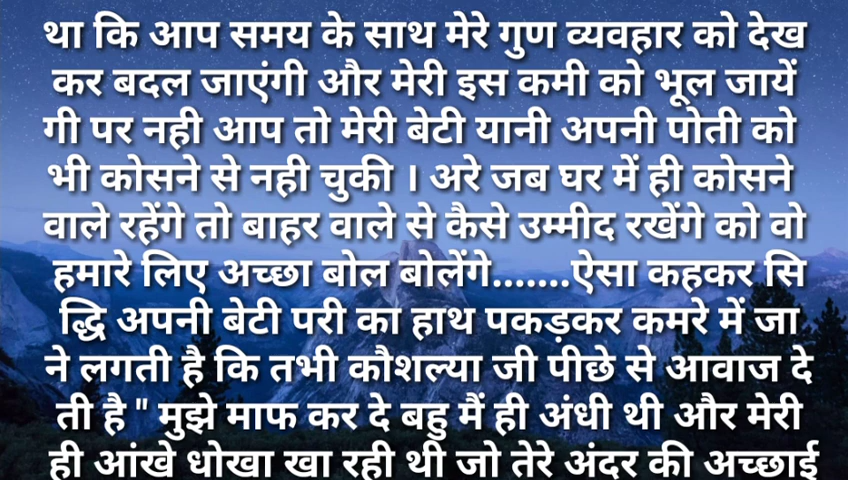 था कि आप समय के साथ मेरे गुण व्यवहार को देख
कर बदल जाएंगी और मेरी इस कमी को भूल जायें
गी पर नही आप तो मेरी बेटी यानी अपनी पोती को
भी कोसने से नही चुकी । अरे जब घर में ही कोसने
वाले रहेंगे तो बाहर वाले से कैसे उम्मीद रखेंगे को वो
हमारे लिए अच्छा बोल बोलेंगे.......ऐसा कहकर सि
द्धि अपनी बेटी परी का हाथ पकड़कर कमरे में जा
ने लगती है कि तभी कौशल्या जी पीछे से आवाज दे
ती है " मुझे माफ कर दे बहु मैं ही अंधी थी और मेरी
ही आंखे धोखा खा रही थी जो तेरे अंदर की अच्छाई